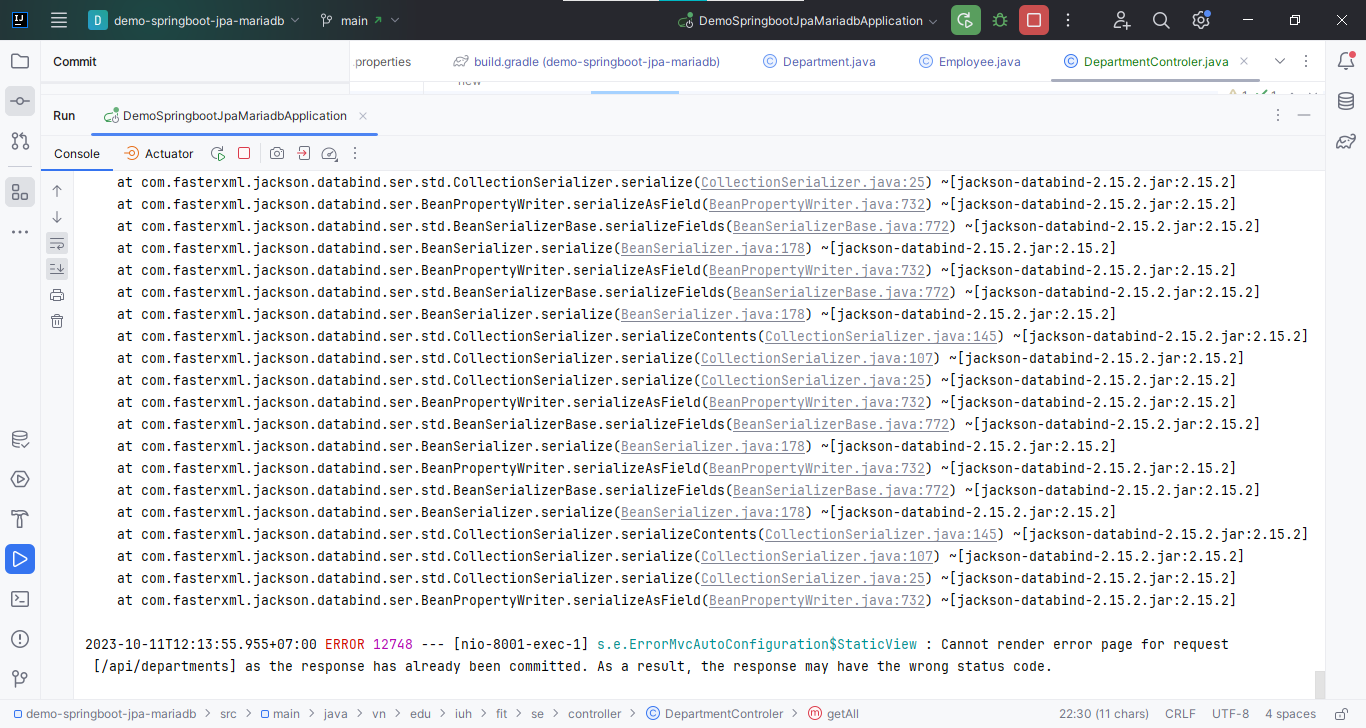 D demo-springboot-jpa-mariadb main DemoSpringbootJpaMariadbApplication
Commit .properties build.gradle (demo-springboot-jpa-mariadb) Department.java Employee.java DepartmentControler.java
new
Run DemoSpringbootJpaMariadbApplication
Console Actuator
at com.fasterxml.jackson.databind.ser.std.CollectionSerializer.serialize(CollectionSerializer.java:25) ~[jackson-databind-2.15.2.jar:2.15.2]
at com.fasterxml.jackson.databind.ser.BeanPropertyWriter.serializeAsField(BeanPropertyWriter.java:732) ~[jackson-databind-2.15.2.jar:2.15.2]
at com.fasterxml.jackson.databind.ser.std.BeanSerializerBase.serializeFields(BeanSerializerBase.java:772) ~[jackson-databind-2.15.2.jar:2.15.2]
at com.fasterxml.jackson.databind.ser.BeanSerializer.serialize(BeanSerializer.java:178) ~[jackson-databind-2.15.2.jar:2.15.2]
at com.fasterxml.jackson.databind.ser.BeanPropertyWriter.serializeAsField(BeanPropertyWriter.java:732) ~[jackson-databind-2.15.2.jar:2.15.2]
at com.fasterxml.jackson.databind.ser.std.BeanSerializerBase.serializeFields(BeanSerializerBase.java:772) ~[jackson-databind-2.15.2.jar:2.15.2]
at com.fasterxml.jackson.databind.ser.BeanSerializer.serialize(BeanSerializer.java:178) ~[jackson-databind-2.15.2.jar:2.15.2]
at com.fasterxml.jackson.databind.ser.std.CollectionSerializer.serializeContents(CollectionSerializer.java:145) ~[jackson-databind-2.15.2.jar:2.15.2]
at com.fasterxml.jackson.databind.ser.std.CollectionSerializer.serialize(CollectionSerializer.java:107) ~[jackson-databind-2.15.2.jar:2.15.2]
at com.fasterxml.jackson.databind.ser.std.CollectionSerializer.serialize(CollectionSerializer.java:25) ~[jackson-databind-2.15.2.jar:2.15.2]
at com.fasterxml.jackson.databind.ser.BeanPropertyWriter.serializeAsField(BeanPropertyWriter.java:732) ~[jackson-databind-2.15.2.jar:2.15.2]
at com.fasterxml.jackson.databind.ser.std.BeanSerializerBase.serializeFields(BeanSerializerBase.java:772) ~[jackson-databind-2.15.2.jar:2.15.2]
at com.fasterxml.jackson.databind.ser.BeanSerializer.serialize(BeanSerializer.java:178) ~[jackson-databind-2.15.2.jar:2.15.2]
at com.fasterxml.jackson.databind.ser.BeanPropertyWriter.serializeAsField(BeanPropertyWriter.java:732) ~[jackson-databind-2.15.2.jar:2.15.2]
at com.fasterxml.jackson.databind.ser.std.BeanSerializerBase.serializeFields(BeanSerializerBase.java:772) ~[jackson-databind-2.15.2.jar:2.15.2]
at com.fasterxml.jackson.databind.ser.BeanSerializer.serialize(BeanSerializer.java:178) ~[jackson-databind-2.15.2.jar:2.15.2]
at com.fasterxml.jackson.databind.ser.std.CollectionSerializer.serializeContents(CollectionSerializer.java:145) ~[jackson-databind-2.15.2.jar:2.15.2]
at com.fasterxml.jackson.databind.ser.std.CollectionSerializer.serialize(CollectionSerializer.java:107) ~[jackson-databind-2.15.2.jar:2.15.2]
at com.fasterxml.jackson.databind.ser.std.CollectionSerializer.serialize(CollectionSerializer.java:25) ~[jackson-databind-2.15.2.jar:2.15.2]
at com.fasterxml.jackson.databind.ser.BeanPropertyWriter.serializeAsField(BeanPropertyWriter.java:732) ~[jackson-databind-2.15.2.jar:2.15.2]
2023-10-11T12:13:55.955+07:00 ERROR 12748 --- [nio-8001-exec-1] s.e.ErrorMvcAutoConfiguration$StaticView : Cannot render error page for request
[/api/departments] as the response has already been committed. As a result, the response may have the wrong status code.
demo-springboot-jpa-mariadb > src > main > java > vn > edu > iuh > fit > se > controller > DepartmentControler > getAll 22:30 (11 chars) CRLF UTF-8 4 spaces